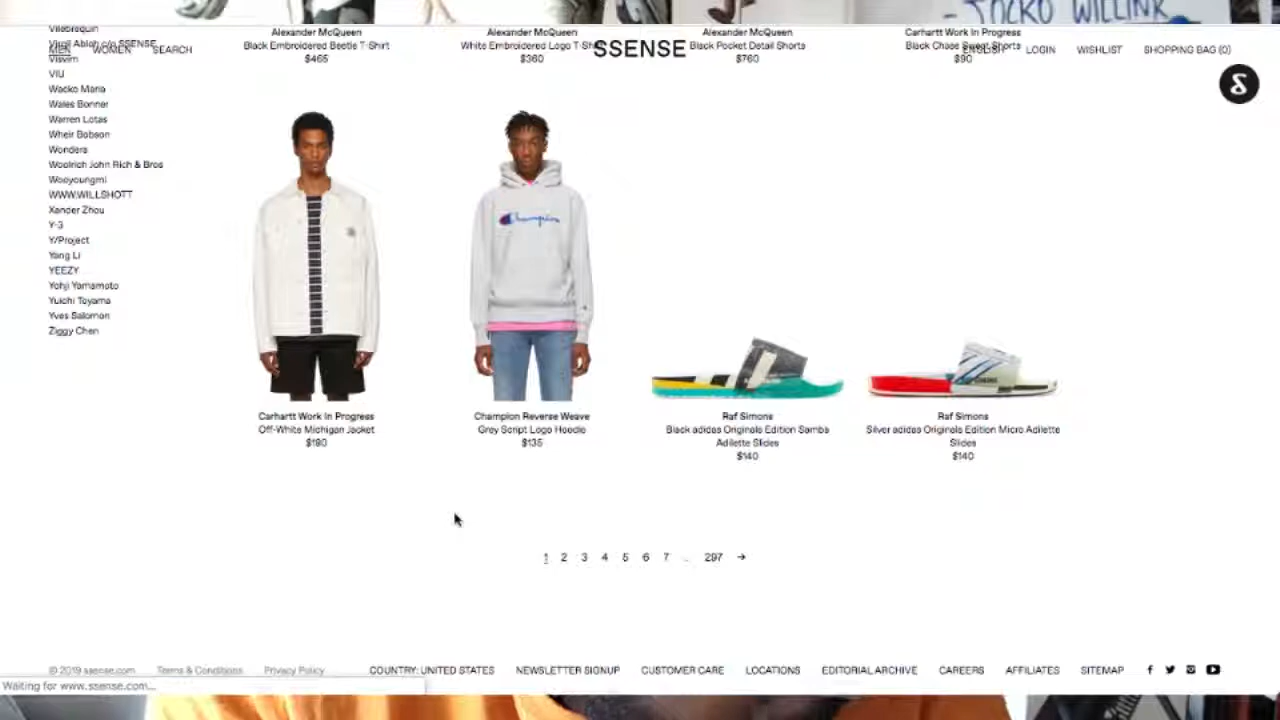 JOCKO WILLINK
Vilebrequin
Virgil Abloh c/o SSENSE
Visvim
VIU
Wacko Maria
Wales Bonner
Warren Lotas
Wheir Bobson
Wonders
Woolrich John Rich & Bros
Wooyoungmi
WWW.WILLSHOTT
Xander Zhou
Y-3
Y/Project
Yang Li
YEEZY
Yohji Yamamoto
Yuichi Toyama
Yves Salomon
Ziggy Chen
MEN WOMEN SEARCH
SSENSE
ENGLISH LOGIN WISHLIST SHOPPING BAG (0)
Alexander McQueen
Black Embroidered Beetle T-Shirt
$465
Alexander McQueen
White Embroidered Logo T-Shirt
$360
Alexander McQueen
Black Pocket Detail Shorts
$760
Carhartt Work In Progress
Black Chase Sweat Shorts
$90
Champion
Carhartt Work In Progress
Off-White Michigan Jacket
$180
Champion Reverse Weave
Grey Script Logo Hoodie
$135
Raf Simons
Black adidas Originals Edition Samba
Adilette Slides
$140
Raf Simons
Silver adidas Originals Edition Micro Adilette
Slides
$140
1 2 3 4 5 6 7 ... 297 →
© 2019 ssense.com Terms & Conditions Privacy Policy COUNTRY: UNITED STATES NEWSLETTER SIGNUP CUSTOMER CARE LOCATIONS EDITORIAL ARCHIVE CAREERS AFFILIATES SITEMAP
Waiting for www.ssense.com...